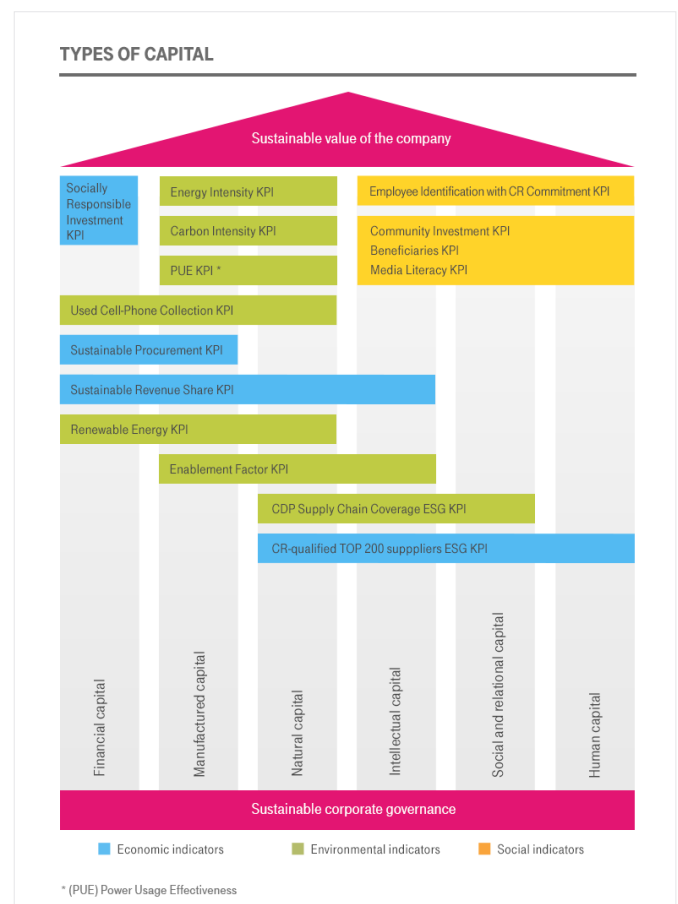 TYPES OF CAPITAL
Sustainable value of the company
Socially
Responsible
Investment
KPI
Energy Intensity KPI
Employee Identification with CR Commitment KPI
Carbon Intensity KPI
Community Investment KPI
Beneficiaries KPI
Media Literacy KPI
PUE KPI *
Used Cell-Phone Collection KPI
Sustainable Procurement KPI
Sustainable Revenue Share KPI
Renewable Energy KPI
Enablement Factor KPI
CDP Supply Chain Coverage ESG KPI
CR-qualified TOP 200 supppliers ESG KPI
Financial capital
Manufactured capital
Natural capital
Intellectual capital
Social and relational capital
Human capital
Sustainable corporate governance
Economic indicators
Environmental indicators
Social indicators
* (PUE) Power Usage Effectiveness